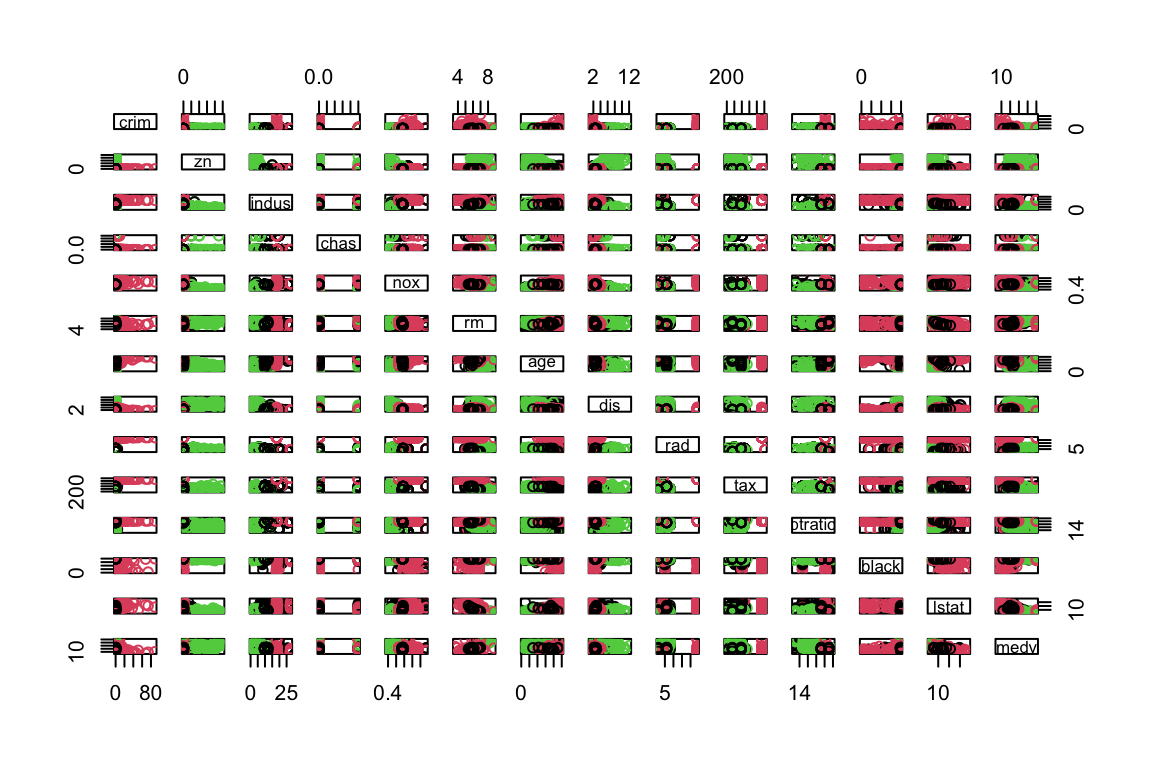 0 0.0 4 8 2 12 200 0 10
crim 0
0 zn
indus 0
0.0 chas
nox 0.4
4 rm
age 0
2 dis
rad 5
200 tax
ptratio 14
0 black
lstat 10
10 medv
0 80 0 25 0.4 0 5 14 10